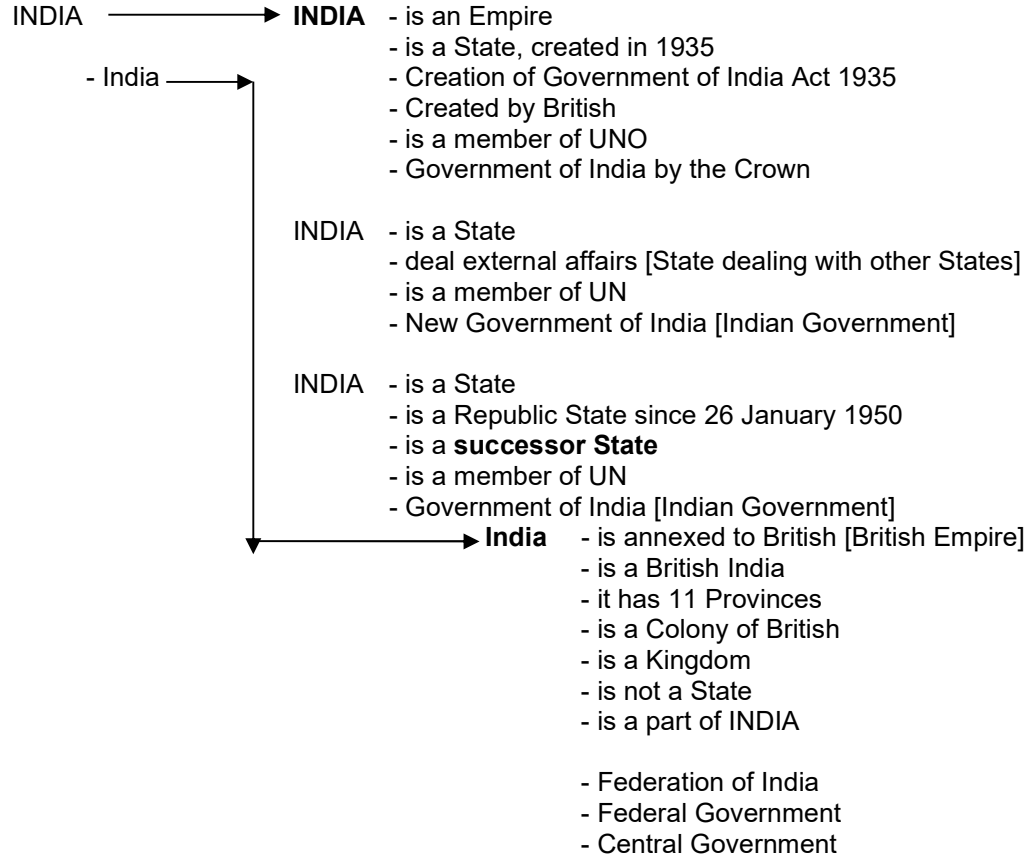 INDIA INDIA - is an Empire
- is a State, created in 1935
- India - Creation of Government of India Act 1935
- Created by British
- is a member of UNO
- Government of India by the Crown
INDIA - is a State
- deal external affairs [State dealing with other States]
- is a member of UN
- New Government of India [Indian Government]
INDIA - is a State
- is a Republic State since 26 January 1950
- is a successor State
- is a member of UN
- Government of India [Indian Government]
India - is annexed to British [British Empire]
- is a British India
- it has 11 Provinces
- is a Colony of British
- is a Kingdom
- is not a State
- is a part of INDIA
- Federation of India
- Federal Government
- Central Government